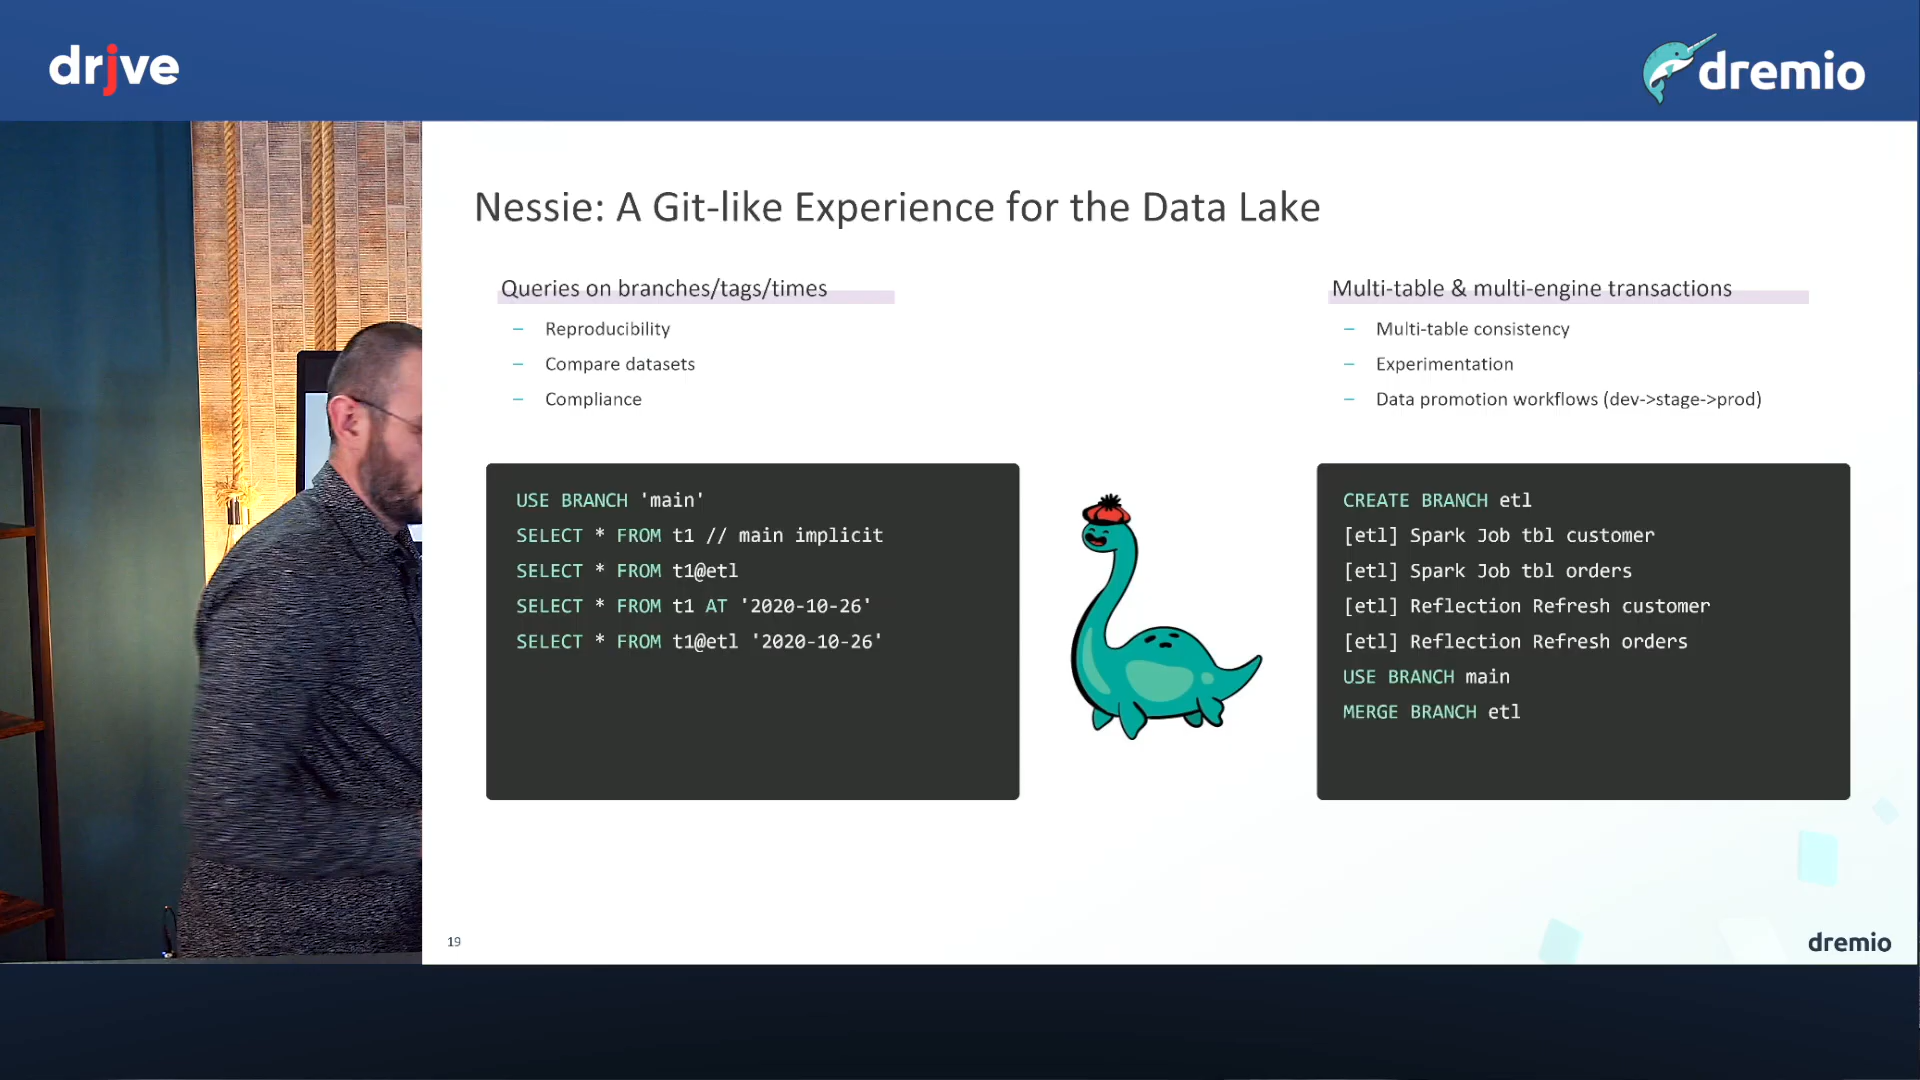 drive
dremio
Nessie: A Git-like Experience for the Data Lake
Queries on branches/tags/times
– Reproducibility
– Compare datasets
– Compliance
USE BRANCH 'main'
SELECT * FROM t1 // main implicit
SELECT * FROM t1@etl
SELECT * FROM t1 AT '2020-10-26'
SELECT * FROM t1@etl '2020-10-26'
Multi-table & multi-engine transactions
– Multi-table consistency
– Experimentation
– Data promotion workflows (dev->stage->prod)
CREATE BRANCH etl
[etl] Spark Job tbl customer
[etl] Spark Job tbl orders
[etl] Reflection Refresh customer
[etl] Reflection Refresh orders
USE BRANCH main
MERGE BRANCH etl
19
dremio